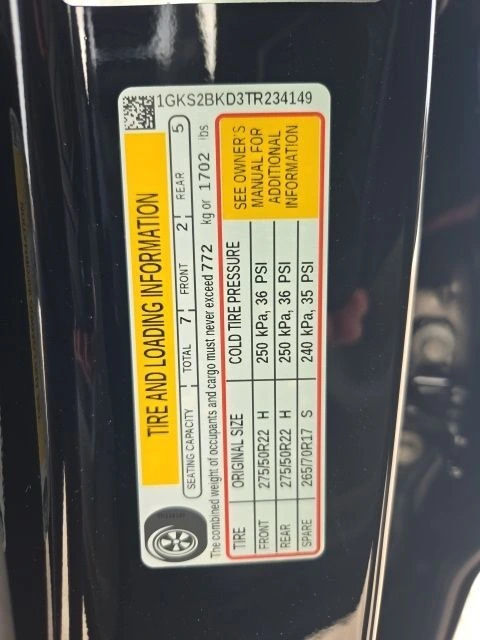 1GKS2BKD3TR234149
TIRE AND LOADING INFORMATION
SEATING CAPACITY TOTAL 7 FRONT 2 REAR 5
The combined weight of occupants and cargo must never exceed 772 kg or 1702 lbs
TIRE ORIGINAL SIZE COLD TIRE PRESSURE
FRONT 275/50R22 H 250 kPa, 36 PSI
REAR 275/50R22 H 250 kPa, 36 PSI
SPARE 265/70R17 S 240 kPa, 35 PSI
SEE OWNER'S
MANUAL FOR
ADDITIONAL
INFORMATION